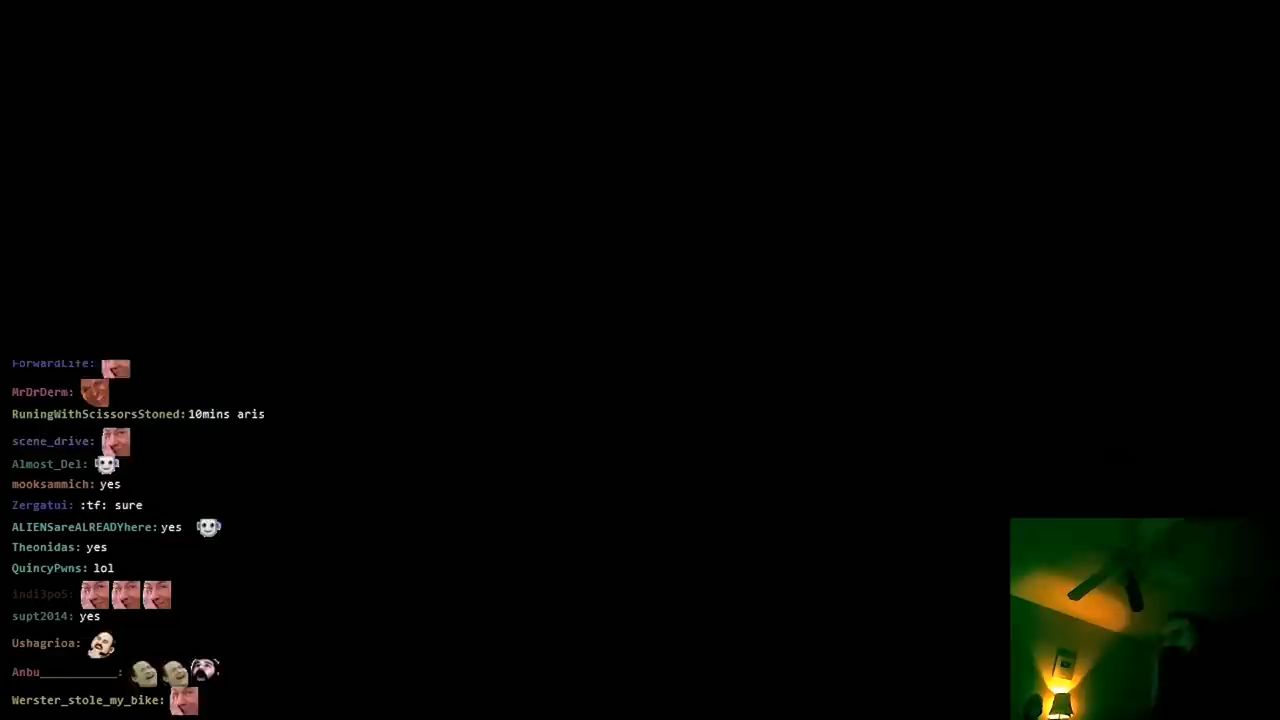 ForwardLife:
MrDrDerm:
RuningWithScissorsStoned: 10mins aris
scene_drive:
Almost_Del:
mooksammich: yes
Zergatui: :tf: sure
ALIENSareALREADYhere: yes
Theonidas: yes
QuincyPwns: lol
indi3po5:
supt2014: yes
Ushagrioa:
Anbu____________:
Werster_stole_my_bike: